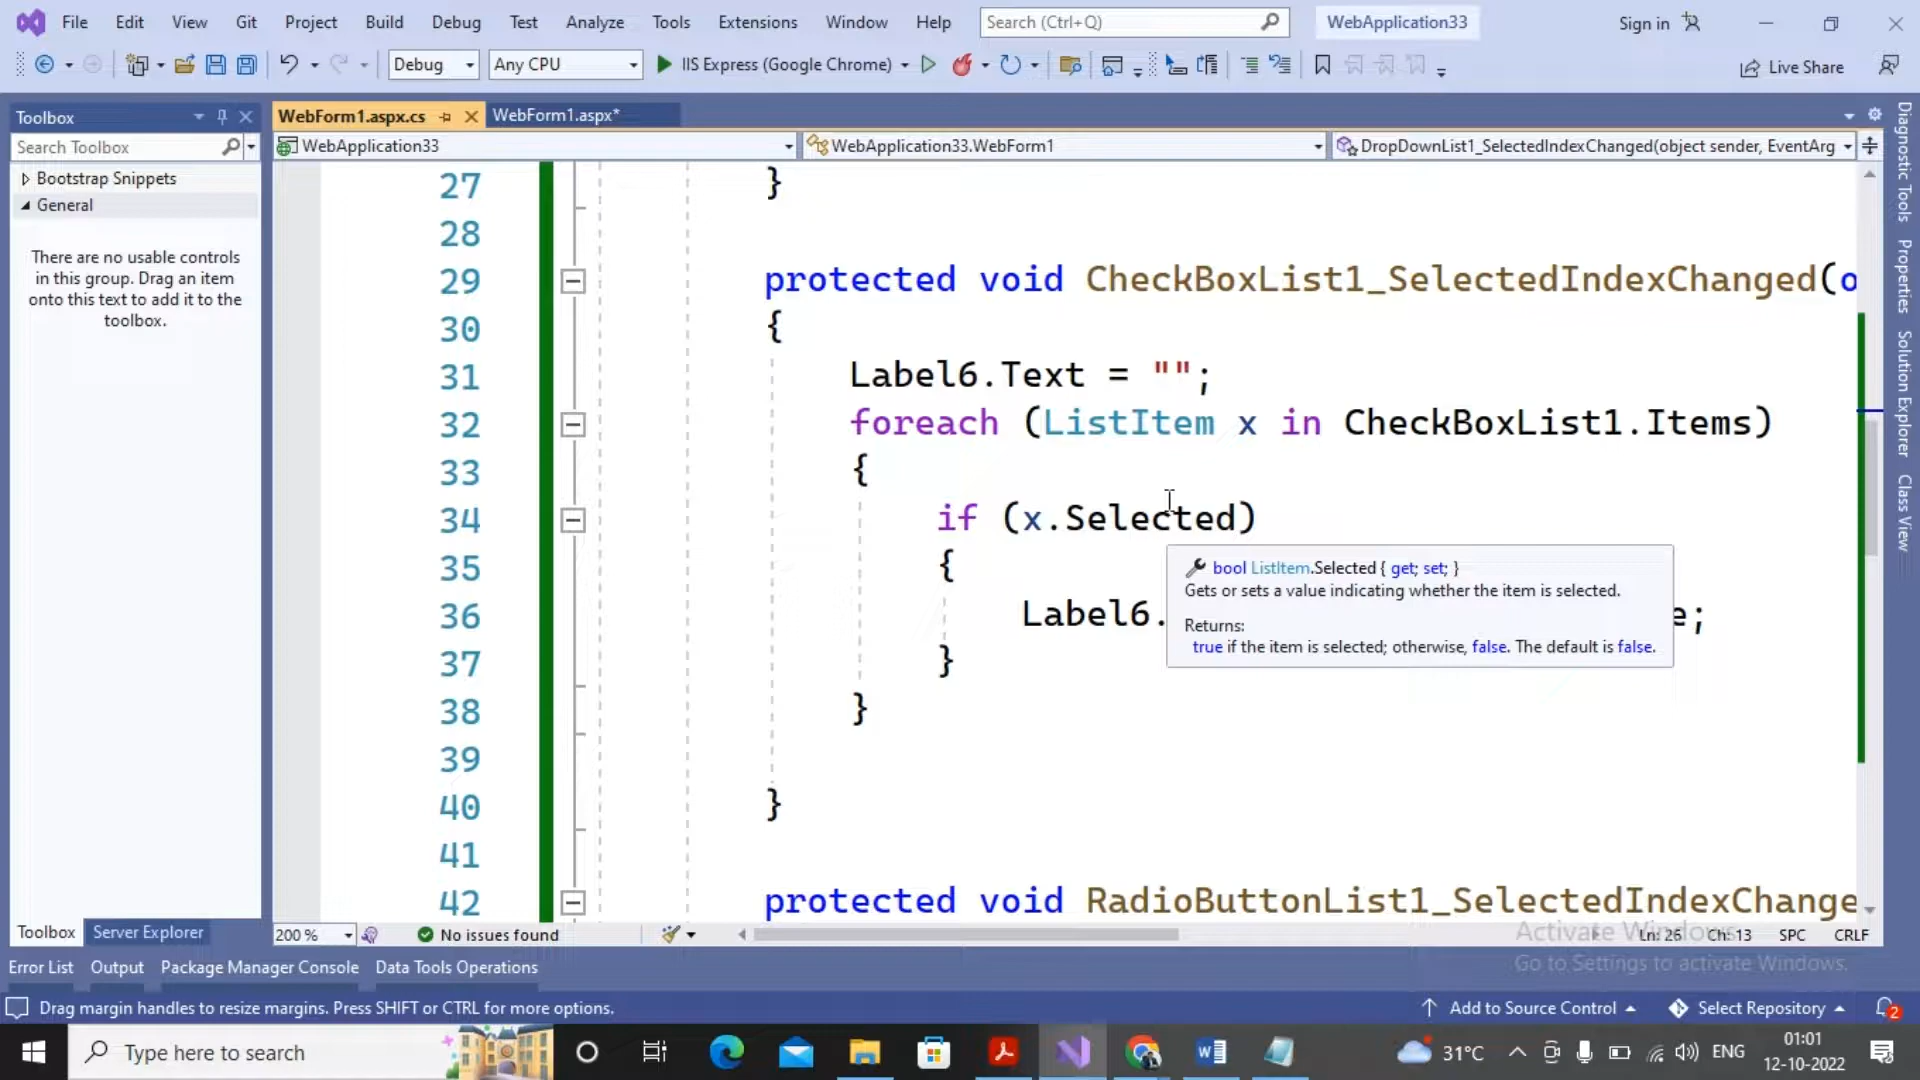 File Edit View Git Project Build Debug Test Analyze Tools Extensions Window Help Search (Ctrl+Q) WebApplication33 Sign in
Debug Any CPU IIS Express (Google Chrome) Live Share
Toolbox
Search Toolbox
Bootstrap Snippets
General
There are no usable controls
in this group. Drag an item
onto this text to add it to the
toolbox.
Toolbox Server Explorer
WebForm1.aspx.cs WebForm1.aspx*
WebApplication33 WebApplication33.WebForm1 DropDownList1_SelectedIndexChanged(object sender, EventArg
27 }
28
29 protected void CheckBoxList1_SelectedIndexChanged(o
30 {
31 Label6.Text = "";
32 foreach (ListItem x in CheckBoxList1.Items)
33 {
34 if (x.Selected)
35 {
36 Label6. e;
37 }
38 }
39
40 }
41
42 protected void RadioButtonList1_SelectedIndexChange
bool ListItem.Selected { get; set; }
Gets or sets a value indicating whether the item is selected.
Returns:
true if the item is selected; otherwise, false. The default is false.
200 % No issues found Ln: 26 Ch: 13 SPC CRLF
Activate Windows
Go to Settings to activate Windows.
Diagnostic Tools
Properties
Solution Explorer
Class View
Error List Output Package Manager Console Data Tools Operations
Drag margin handles to resize margins. Press SHIFT or CTRL for more options. Add to Source Control Select Repository 2
Type here to search 31°C ENG 01:01
12-10-2022